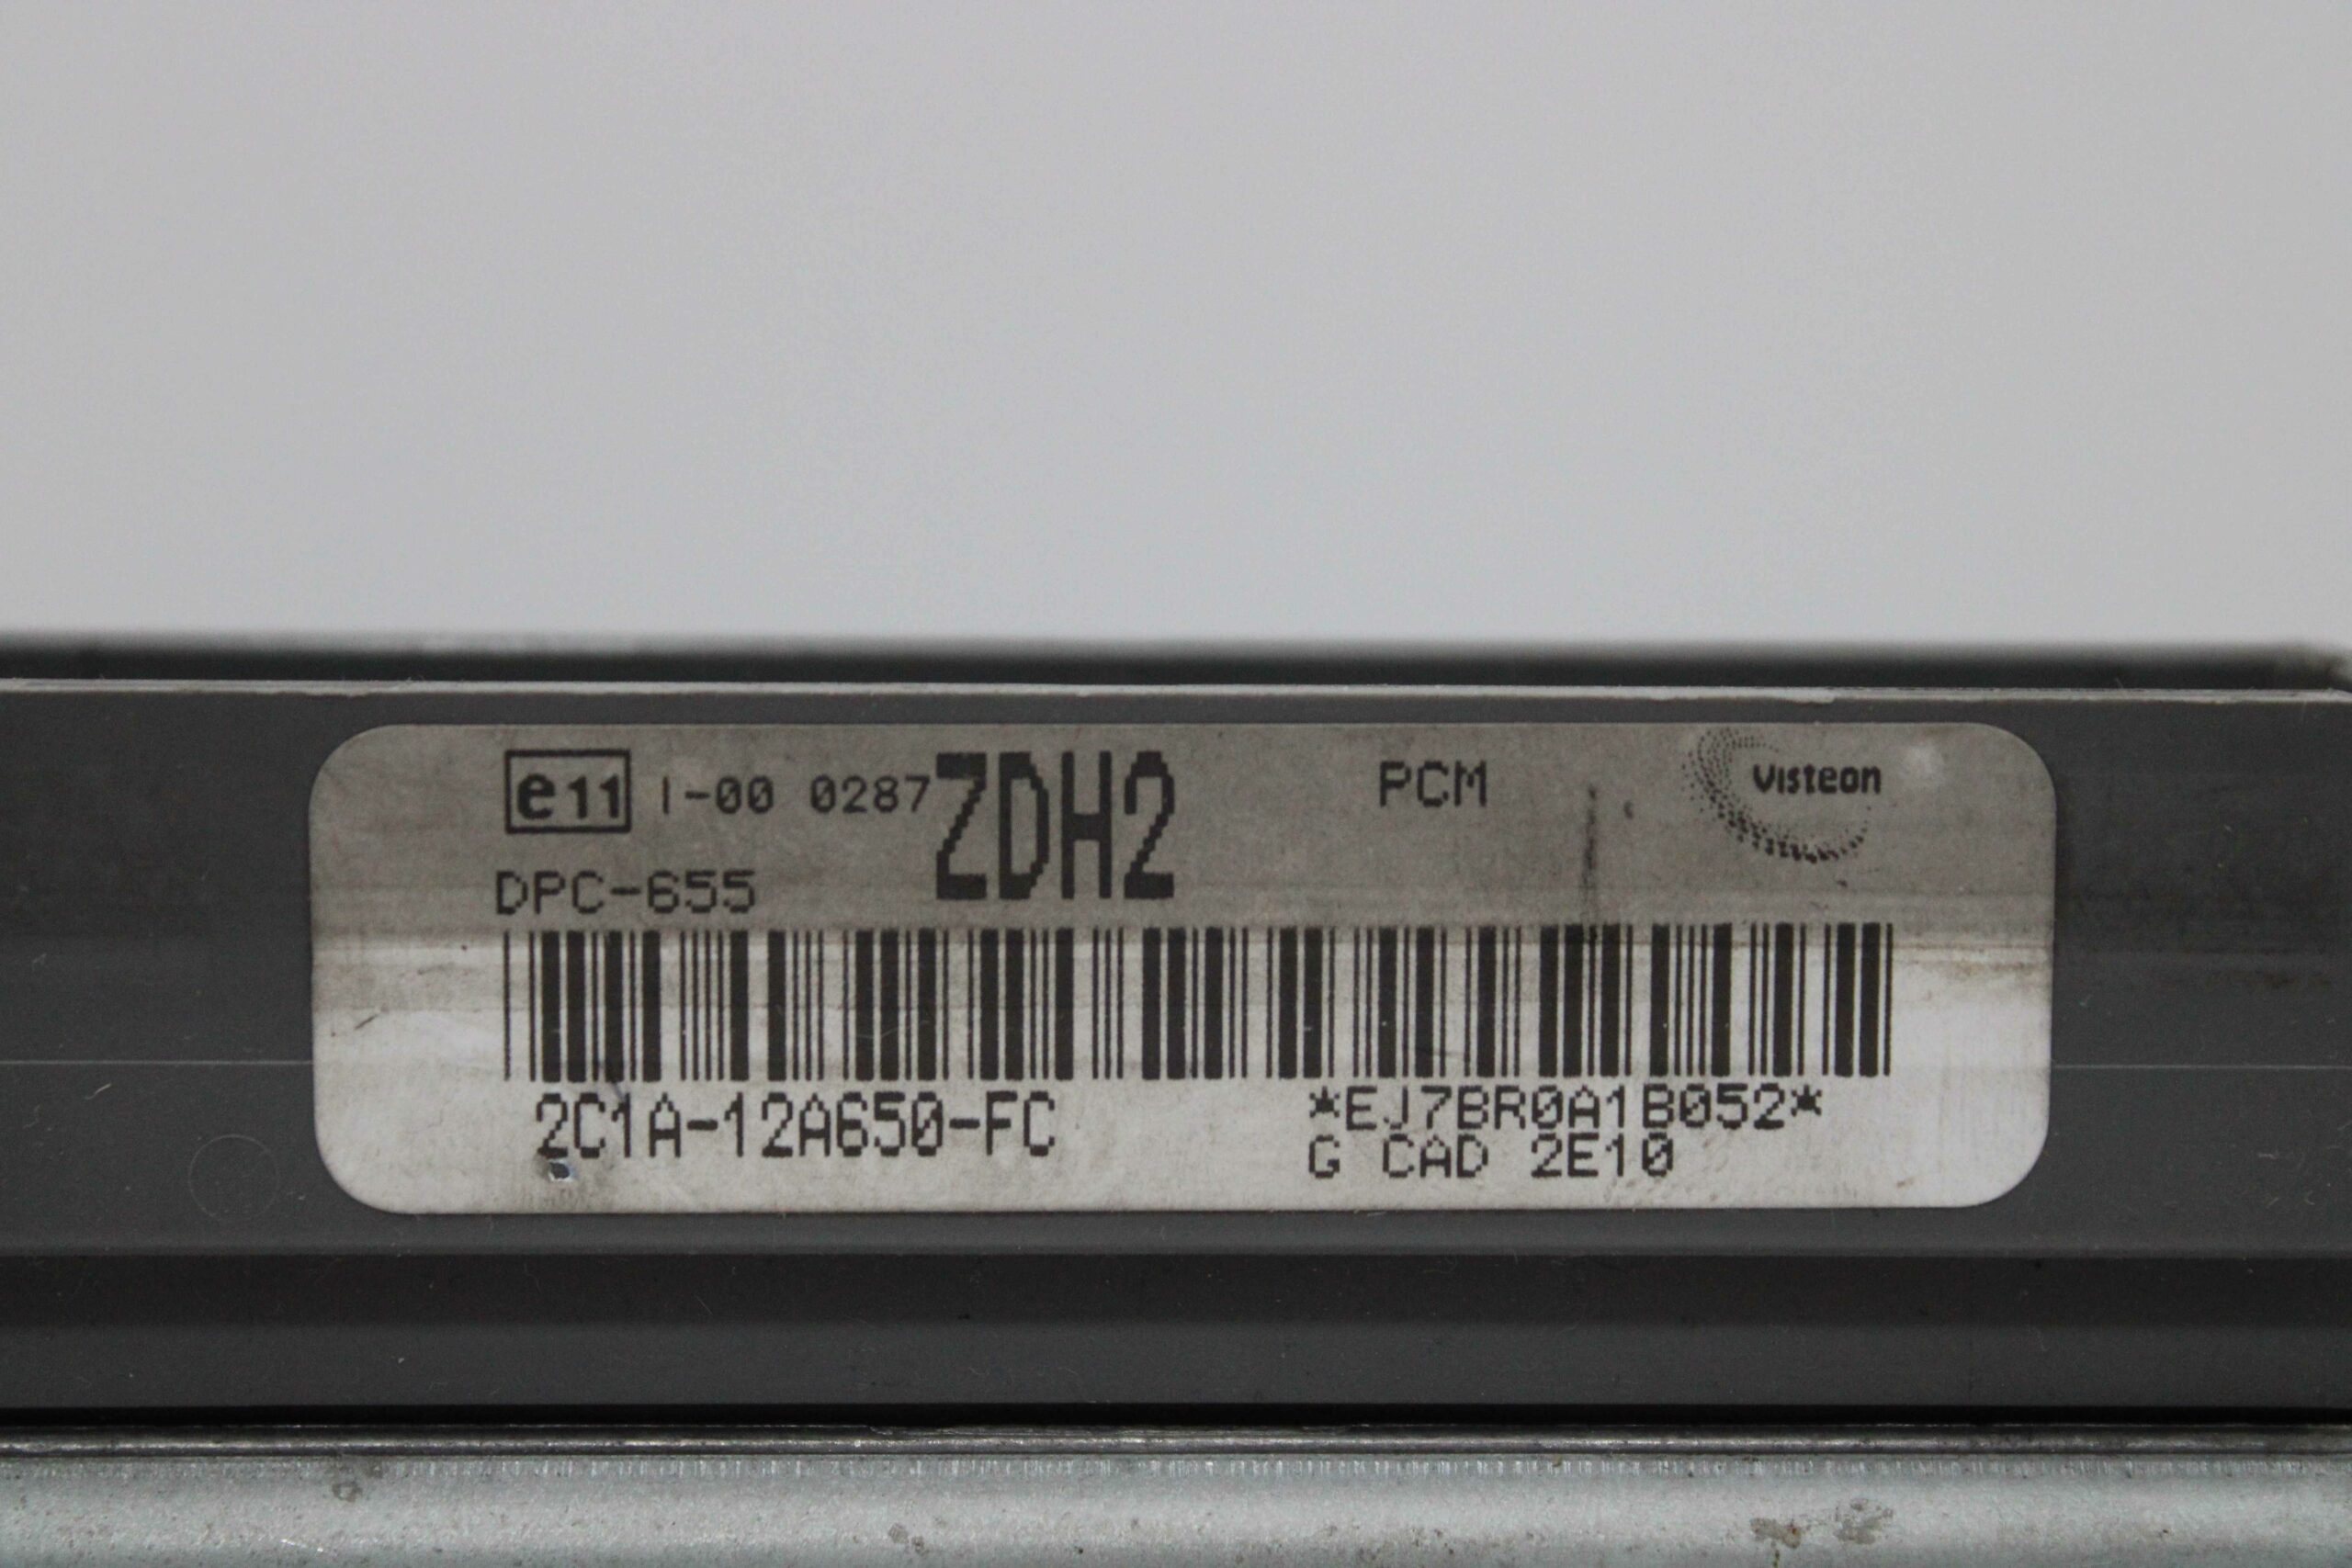 e11 I-00 0287 ZDH2 PCM Visteon
DPC-655
2C1A-12A650-FC *EJ7BR0A1B052*
G CAD 2E10